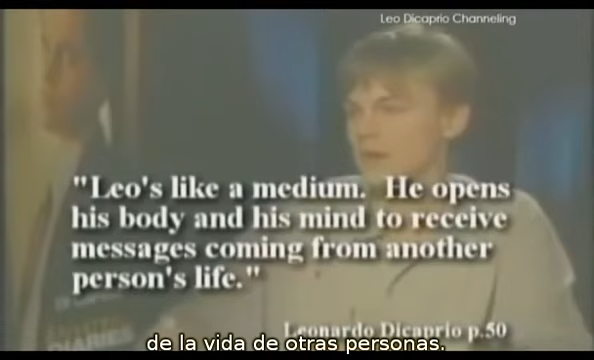 Leo Dicaprio Channeling
"Leo's like a medium. He opens
his body and his mind to receive
messages coming from another
person's life."
Leonardo Dicaprio p.50
DIARIES
de la vida de otras personas.